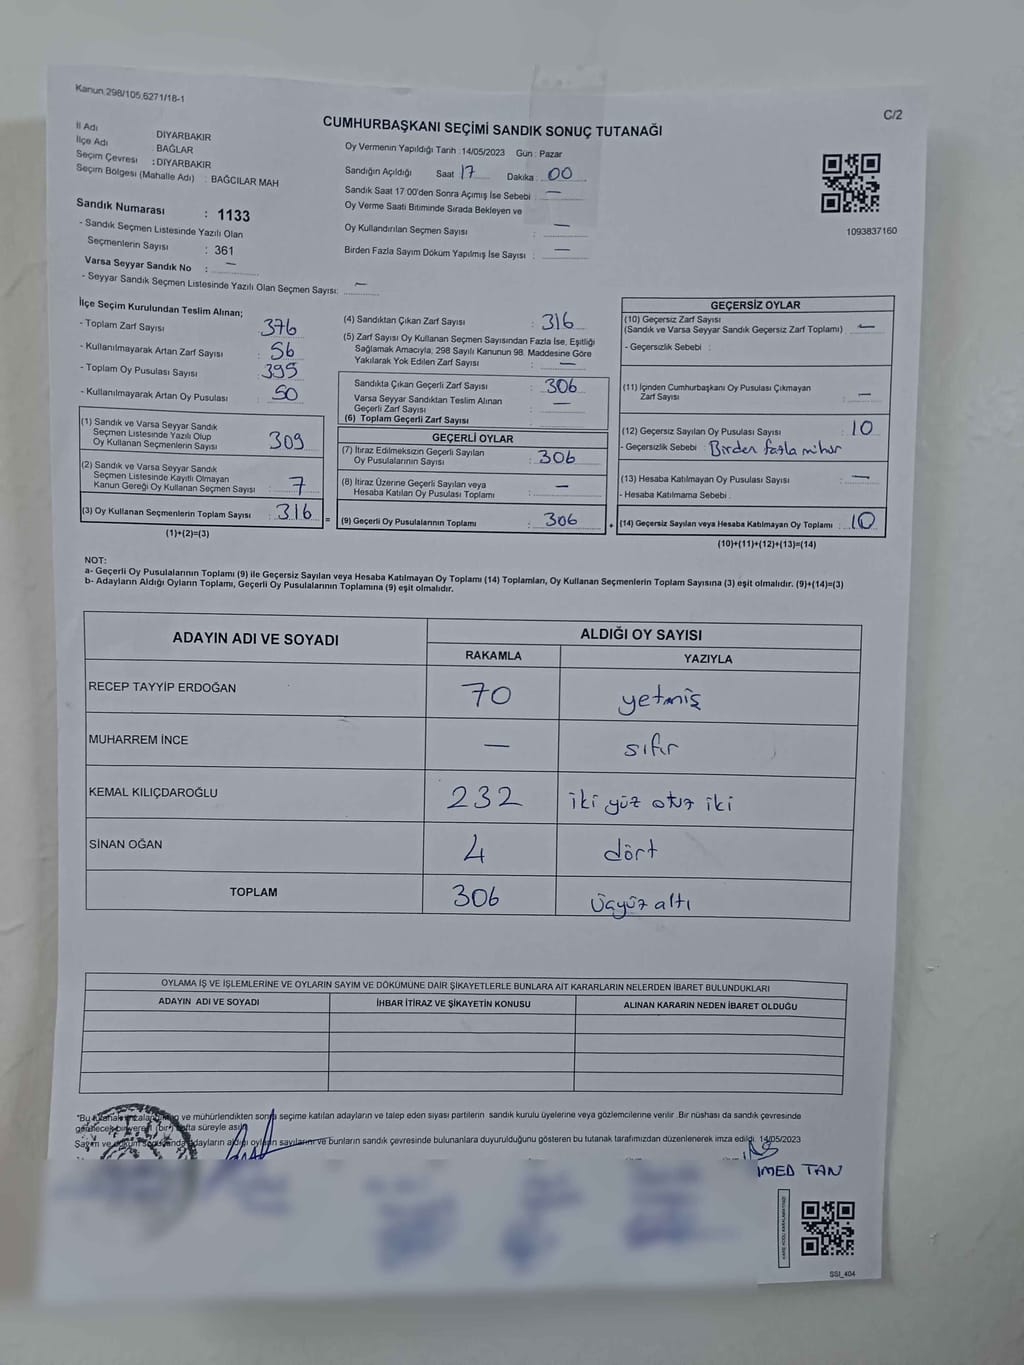 Kanun.298/105,6271/18-1
C/2
CUMHURBAŞKANI SEÇİMİ SANDIK SONUÇ TUTANAĞI
İl Adı DİYARBAKIR
İlçe Adı BAĞLAR
Seçim Çevresi : DİYARBAKIR
Seçim Bölgesi (Mahalle Adı) : BAĞCILAR MAH
Sandık Numarası : 1133
- Sandık Seçmen Listesinde Yazılı Olan
Seçmenlerin Sayısı : 361
Varsa Seyyar Sandık No : —
- Seyyar Sandık Seçmen Listesinde Yazılı Olan Seçmen Sayısı: —
Oy Vermenin Yapıldığı Tarih :14/05/2023 Gün : Pazar
Sandığın Açıldığı Saat 17 Dakika : 00
Sandık Saat 17:00'den Sonra Açımış İse Sebebi : —
Oy Verme Saati Bitiminde Sırada Bekleyen ve
Oy Kullandırılan Seçmen Sayısı : —
Birden Fazla Sayım Döküm Yapılmış İse Sayısı : —
1093837160
İlçe Seçim Kurulundan Teslim Alınan;
- Toplam Zarf Sayısı : 376
- Kullanılmayarak Artan Zarf Sayısı : 56
- Toplam Oy Pusulası Sayısı : 395
- Kullanılmayarak Artan Oy Pusulası : 50
(1) Sandık ve Varsa Seyyar Sandık
Seçmen Listesinde Yazılı Olup
Oy Kullanan Seçmenlerin Sayısı : 309
(2) Sandık ve Varsa Seyyar Sandık
Seçmen Listesinde Kayıtlı Olmayan
Kanun Gereği Oy Kullanan Seçmen Sayısı : 7
(3) Oy Kullanan Seçmenlerin Toplam Sayısı : 316
(1)+(2)=(3)
(4) Sandıktan Çıkan Zarf Sayısı : 316
(5) Zarf Sayısı Oy Kullanan Seçmen Sayısından Fazla İse, Eşitliği
Sağlamak Amacıyla, 298 Sayılı Kanunun 98. Maddesine Göre
Yakılarak Yok Edilen Zarf Sayısı : —
Sandıkta Çıkan Geçerli Zarf Sayısı : 306
Varsa Seyyar Sandıktan Teslim Alınan
Geçerli Zarf Sayısı : —
(6) Toplam Geçerli Zarf Sayısı :
GEÇERLİ OYLAR
(7) İtiraz Edilmeksizin Geçerli Sayılan
Oy Pusulalarının Sayısı : 306
(8) İtiraz Üzerine Geçerli Sayılan veya
Hesaba Katılan Oy Pusulası Toplamı : —
= (9) Geçerli Oy Pusulalarının Toplamı : 306
GEÇERSİZ OYLAR
(10) Geçersiz Zarf Sayısı
(Sandık ve Varsa Seyyar Sandık Geçersiz Zarf Toplamı) : —
- Geçersizlik Sebebi :
(11) İçinden Cumhurbaşkanı Oy Pusulası Çıkmayan
Zarf Sayısı : —
(12) Geçersiz Sayılan Oy Pusulası Sayısı : 10
- Geçersizlik Sebebi : Birden fazla mühür
(13) Hesaba Katılmayan Oy Pusulası Sayısı : —
- Hesaba Katılmama Sebebi :
+ (14) Geçersiz Sayılan veya Hesaba Katılmayan Oy Toplamı : 10
(10)+(11)+(12)+(13)=(14)
NOT:
a- Geçerli Oy Pusulalarının Toplamı (9) ile Geçersiz Sayılan veya Hesaba Katılmayan Oy Toplamı (14) Toplamları, Oy Kullanan Seçmenlerin Toplam Sayısına (3) eşit olmalıdır. (9)+(14)=(3)
b- Adayların Aldığı Oyların Toplamı, Geçerli Oy Pusulalarının Toplamına (9) eşit olmalıdır.
ADAYIN ADI VE SOYADI ALDIĞI OY SAYISI
RAKAMLA YAZIYLA
RECEP TAYYİP ERDOĞAN 70 yetmiş
MUHARREM İNCE — sıfır
KEMAL KILIÇDAROĞLU 232 iki yüz otuz iki
SİNAN OĞAN 4 dört
TOPLAM 306 üçyüz altı
OYLAMA İŞ VE İŞLEMLERİNE VE OYLARIN SAYIM VE DÖKÜMÜNE DAİR ŞİKAYETLERLE BUNLARA AİT KARARLARIN NELERDEN İBARET BULUNDUKLARI
ADAYIN ADI VE SOYADI İHBAR İTİRAZ VE ŞİKAYETİN KONUSU ALINAN KARARIN NEDEN İBARET OLDUĞU
ve mühürlendikten sonra seçime katılan adayların ve talep eden siyasi partilerin sandık kurulu üyelerine veya gözlemcilerine verilir. Bir nüshası da sandık çevresinde
(bir) hafta süreyle asılır.
Sayım ve adayların aldığı oyların sayılarını ve bunların sandık çevresinde bulunanlara duyurulduğunu gösteren bu tutanak tarafımızdan düzenlenerek imza edildi. 14/05/2023
İMED TAN
SSI_404